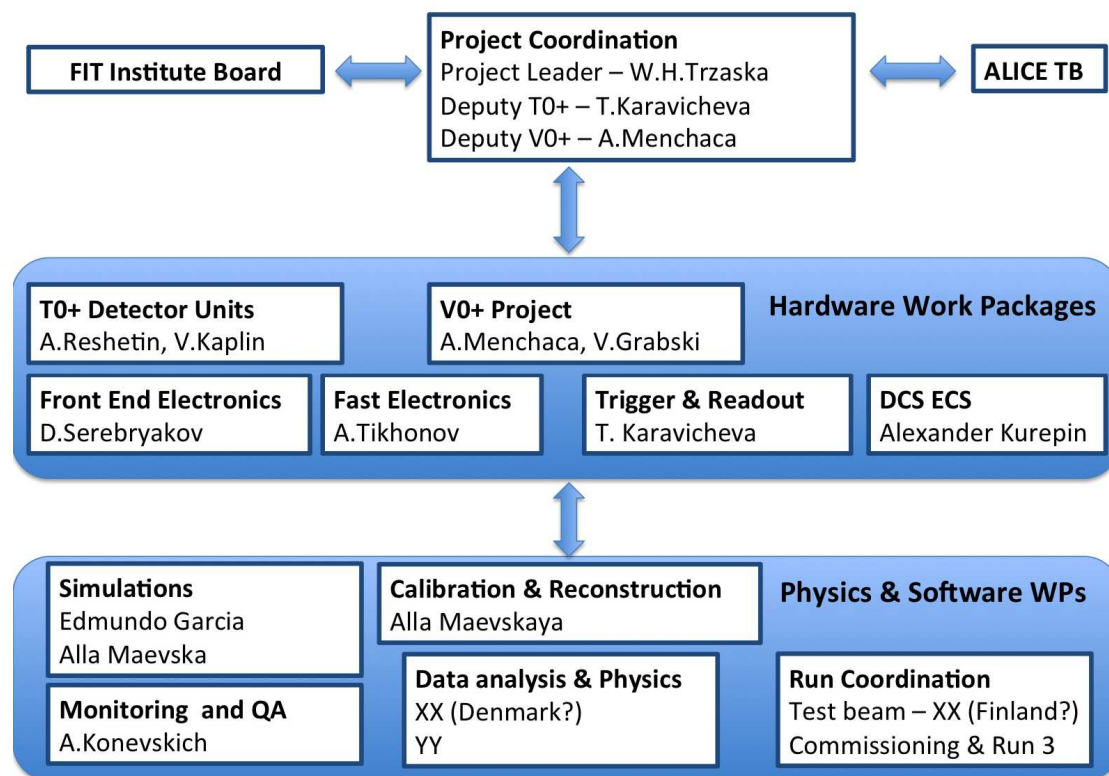 FIT Institute Board
Project Coordination
Project Leader – W.H.Trzaska
Deputy T0+ – T.Karavicheva
Deputy V0+ – A.Menchaca
ALICE TB
Hardware Work Packages
T0+ Detector Units
A.Reshetin, V.Kaplin
V0+ Project
A.Menchaca, V.Grabski
Front End Electronics
D.Serebryakov
Fast Electronics
A.Tikhonov
Trigger & Readout
T. Karavicheva
DCS ECS
Alexander Kurepin
Physics & Software WPs
Simulations
Edmundo Garcia
Alla Maevska
Calibration & Reconstruction
Alla Maevskaya
Monitoring and QA
A.Konevskich
Data analysis & Physics
XX (Denmark?)
YY
Run Coordination
Test beam – XX (Finland?)
Commissioning & Run 3